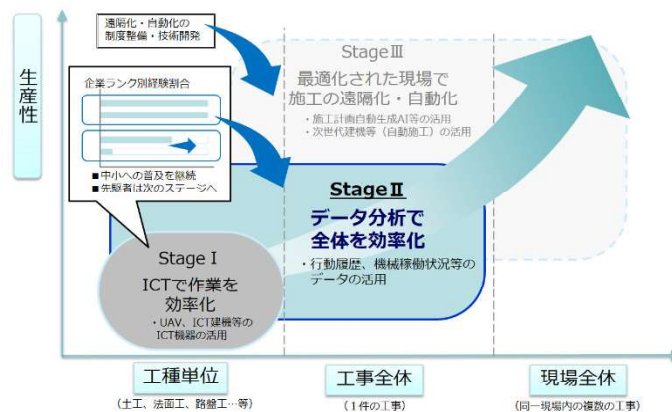 遠隔化・自動化の
制度整備・技術開発
生産性
企業ランク別経験割合
■中小への普及を継続
■先駆者は次のステージへ
StageⅢ
最適化された現場で
施工の遠隔化・自動化
・施工計画自動生成AI等の活用
・次世代建機等（自動施工）の活用
StageⅡ
データ分析で
全体を効率化
・行動履歴、機械稼働状況等の
データの活用
StageⅠ
ICTで作業を
効率化
・UAV、ICT建機等の
ICT機器の活用
工種単位
（土工、法面工、路盤工…等）
工事全体
（1件の工事）
現場全体
（同一現場内の複数の工事）